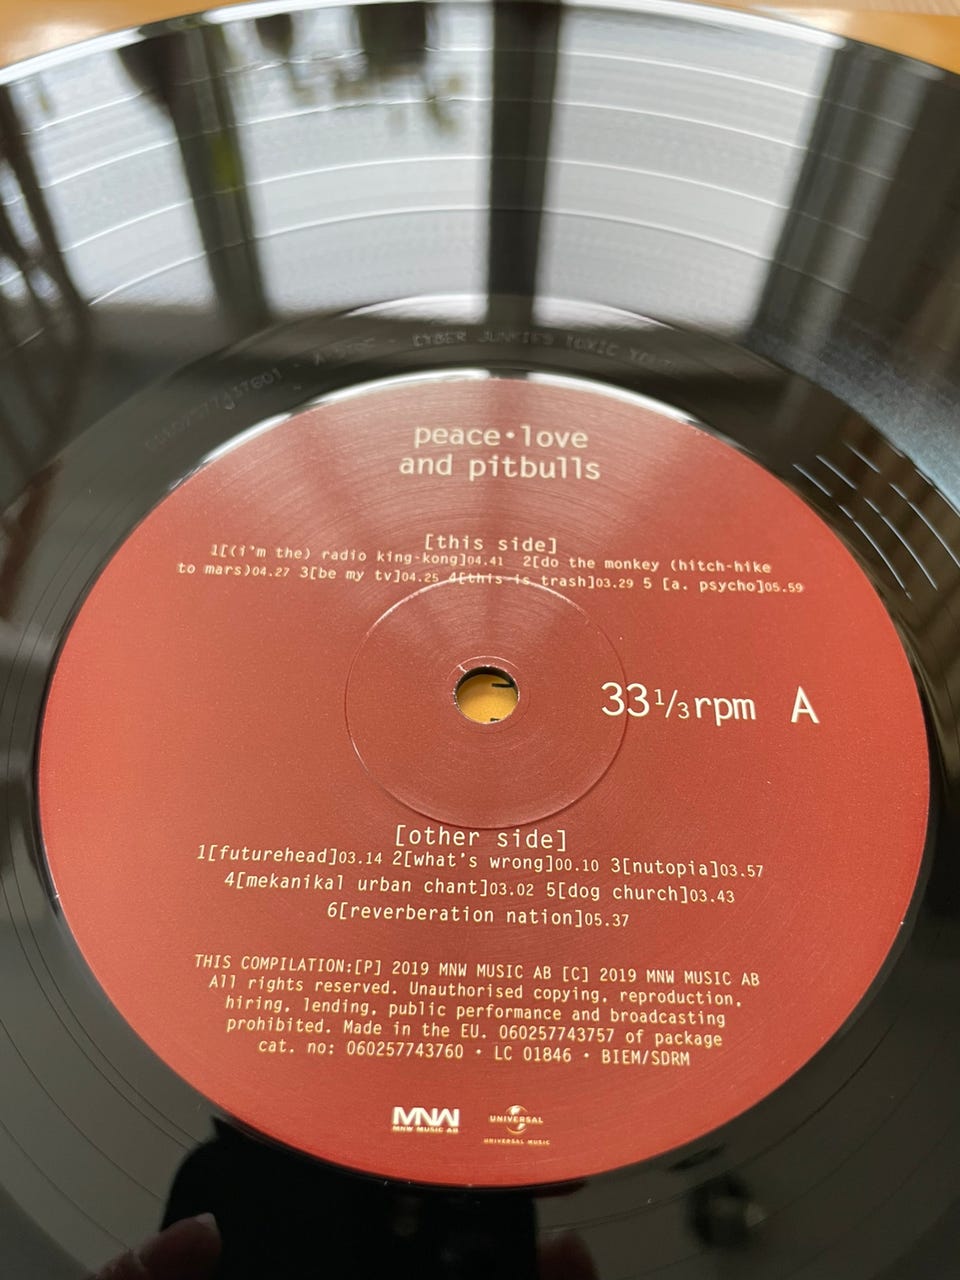 CYBER JUNKIES TOXIC
peace•love
and pitbulls
[this side]
1[(i'm the) radio king-kong]04.41 2[do the monkey (hitch-hike
to mars)04.27 3[be my tv]04.25 4[this is trash]03.29 5 [a. psycho]05.59
33 1/3 rpm A
[other side]
1[futurehead]03.14 2[what's wrong]00.10 3[nutopia]03.57
4[mekanikal urban chant]03.02 5[dog church]03.43
6[reverberation nation]05.37
THIS COMPILATION:[P] 2019 MNW MUSIC AB [C] 2019 MNW MUSIC AB
All rights reserved. Unauthorised copying, reproduction,
hiring, lending, public performance and broadcasting
prohibited. Made in the EU. 060257743757 of package
cat. no: 060257743760 • LC 01846 • BIEM/SDRM
MNW UNIVERSAL
MNW MUSIC AB UNIVERSAL MUSIC